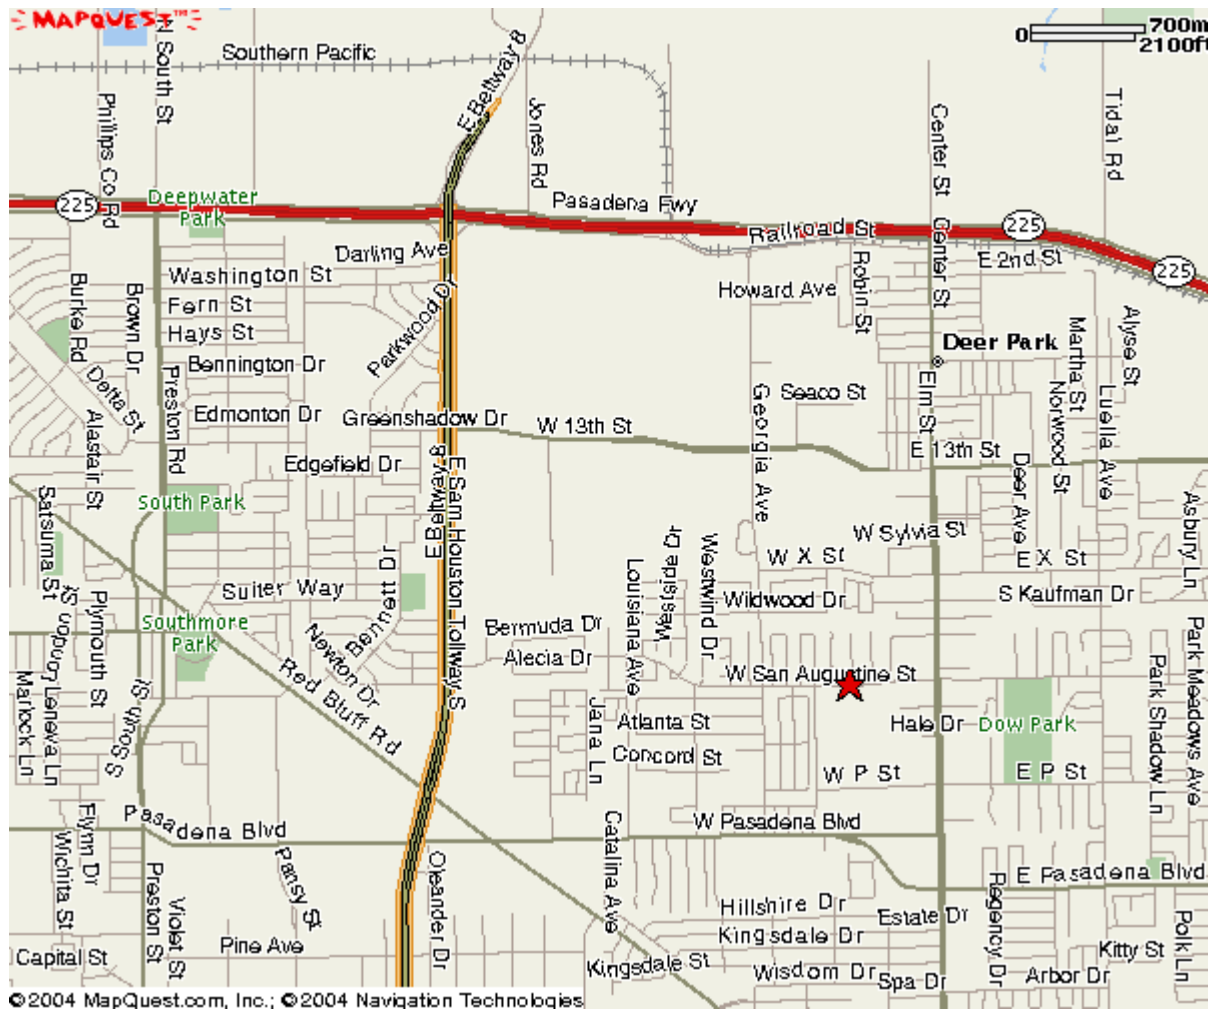 MAPQUEST™
0 700m
2100ft
N South St
Southern Pacific
E Beltway 8
Phillips Co Rd
Jones Rd
Center St
Tidal Rd
225
Deepwater
Park
Pasadena Fwy
Railroad St
225
Center St
E 2nd St
225
Darling Ave
Washington St
Fern St
Hays St
Bennington Dr
Parkwood Dr
Burke Rd
Brown Dr
Howard Ave
Robin St
Deer Park
Alyse St
Martha St
Delta St
Preston Rd
Edmonton Dr
Greenshadow Dr
W 13th St
Georgia Ave
Seaco St
Elm St
E 13th St
Norwood St
Luella Ave
Alastair St
Edgefield Dr
E Beltway 8
E Sam Houston Tollway S
Deer Ave
Satsuma St
South Park
W Sylvia St
Asbury Ln
W X St
E X St
Louisiana Ave
Westside Dr
Westwind Dr
Wildwood Dr
S Kaufman Dr
Suiter Way
Bennett Dr
Plymouth St
Southmore
Park
Newton Dr
Bermuda Dr
Alecia Dr
W San Augustine St
Park Meadows Ave
Park Shadow Ln
Red Bluff Rd
Marlock Ln
Leneva Ln
S South St
Jana Ln
Atlanta St
Concord St
Hale Dr
Dow Park
W P St
E P St
Pasadena Blvd
W Pasadena Blvd
Flynn Dr
Wichita St
Preston St
Violet St
Pansy St
Oleander Dr
Catalina Ave
E Pasadena Blvd
Hillshire Dr
Estate Dr
Regency Dr
Polk Ln
Kingsdale Dr
Pine Ave
Capital St
Kingsdale St
Wisdom Dr
Spa Dr
Arbor Dr
Kitty St
©2004 MapQuest.com, Inc.; ©2004 Navigation Technologies